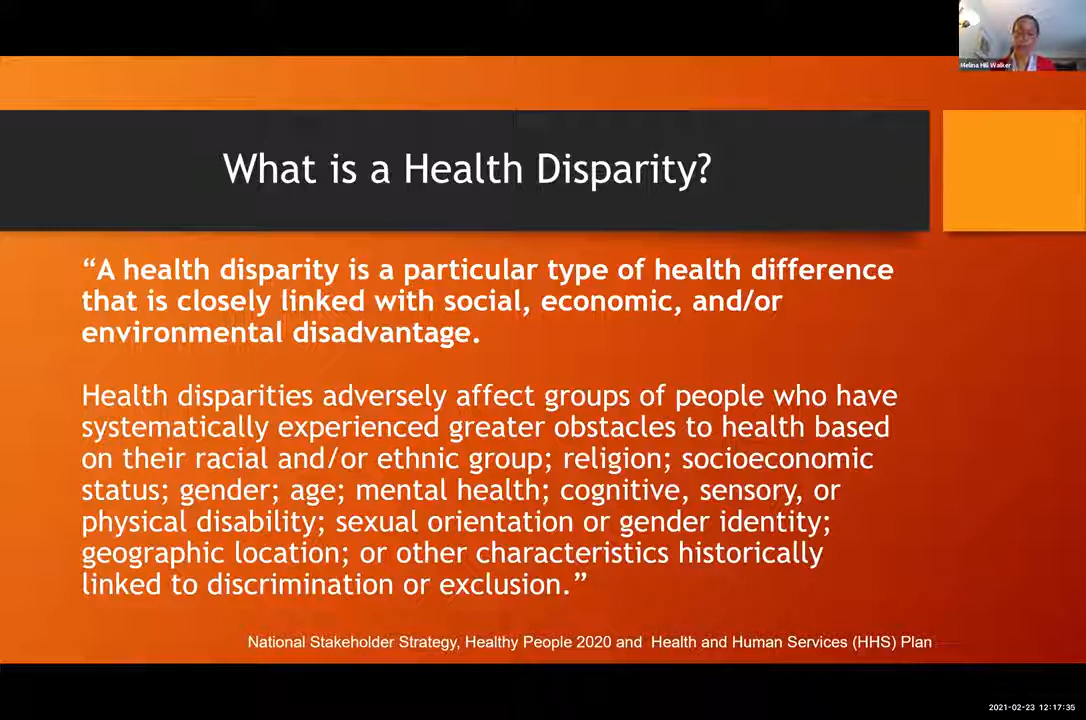 Melina Hill Walker
What is a Health Disparity?
“A health disparity is a particular type of health difference
that is closely linked with social, economic, and/or
environmental disadvantage.
Health disparities adversely affect groups of people who have
systematically experienced greater obstacles to health based
on their racial and/or ethnic group; religion; socioeconomic
status; gender; age; mental health; cognitive, sensory, or
physical disability; sexual orientation or gender identity;
geographic location; or other characteristics historically
linked to discrimination or exclusion.”
National Stakeholder Strategy, Healthy People 2020 and Health and Human Services (HHS) Plan
2021-02-23 12:17:35